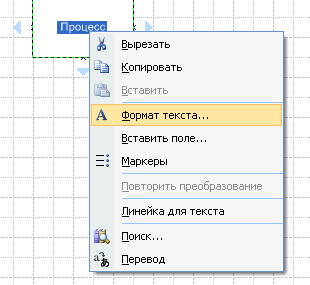 Процесс
Вырезать
Копировать
Вставить
Формат текста...
Вставить поле...
Маркеры
Повторить преобразование
Линейка для текста
Поиск...
Перевод